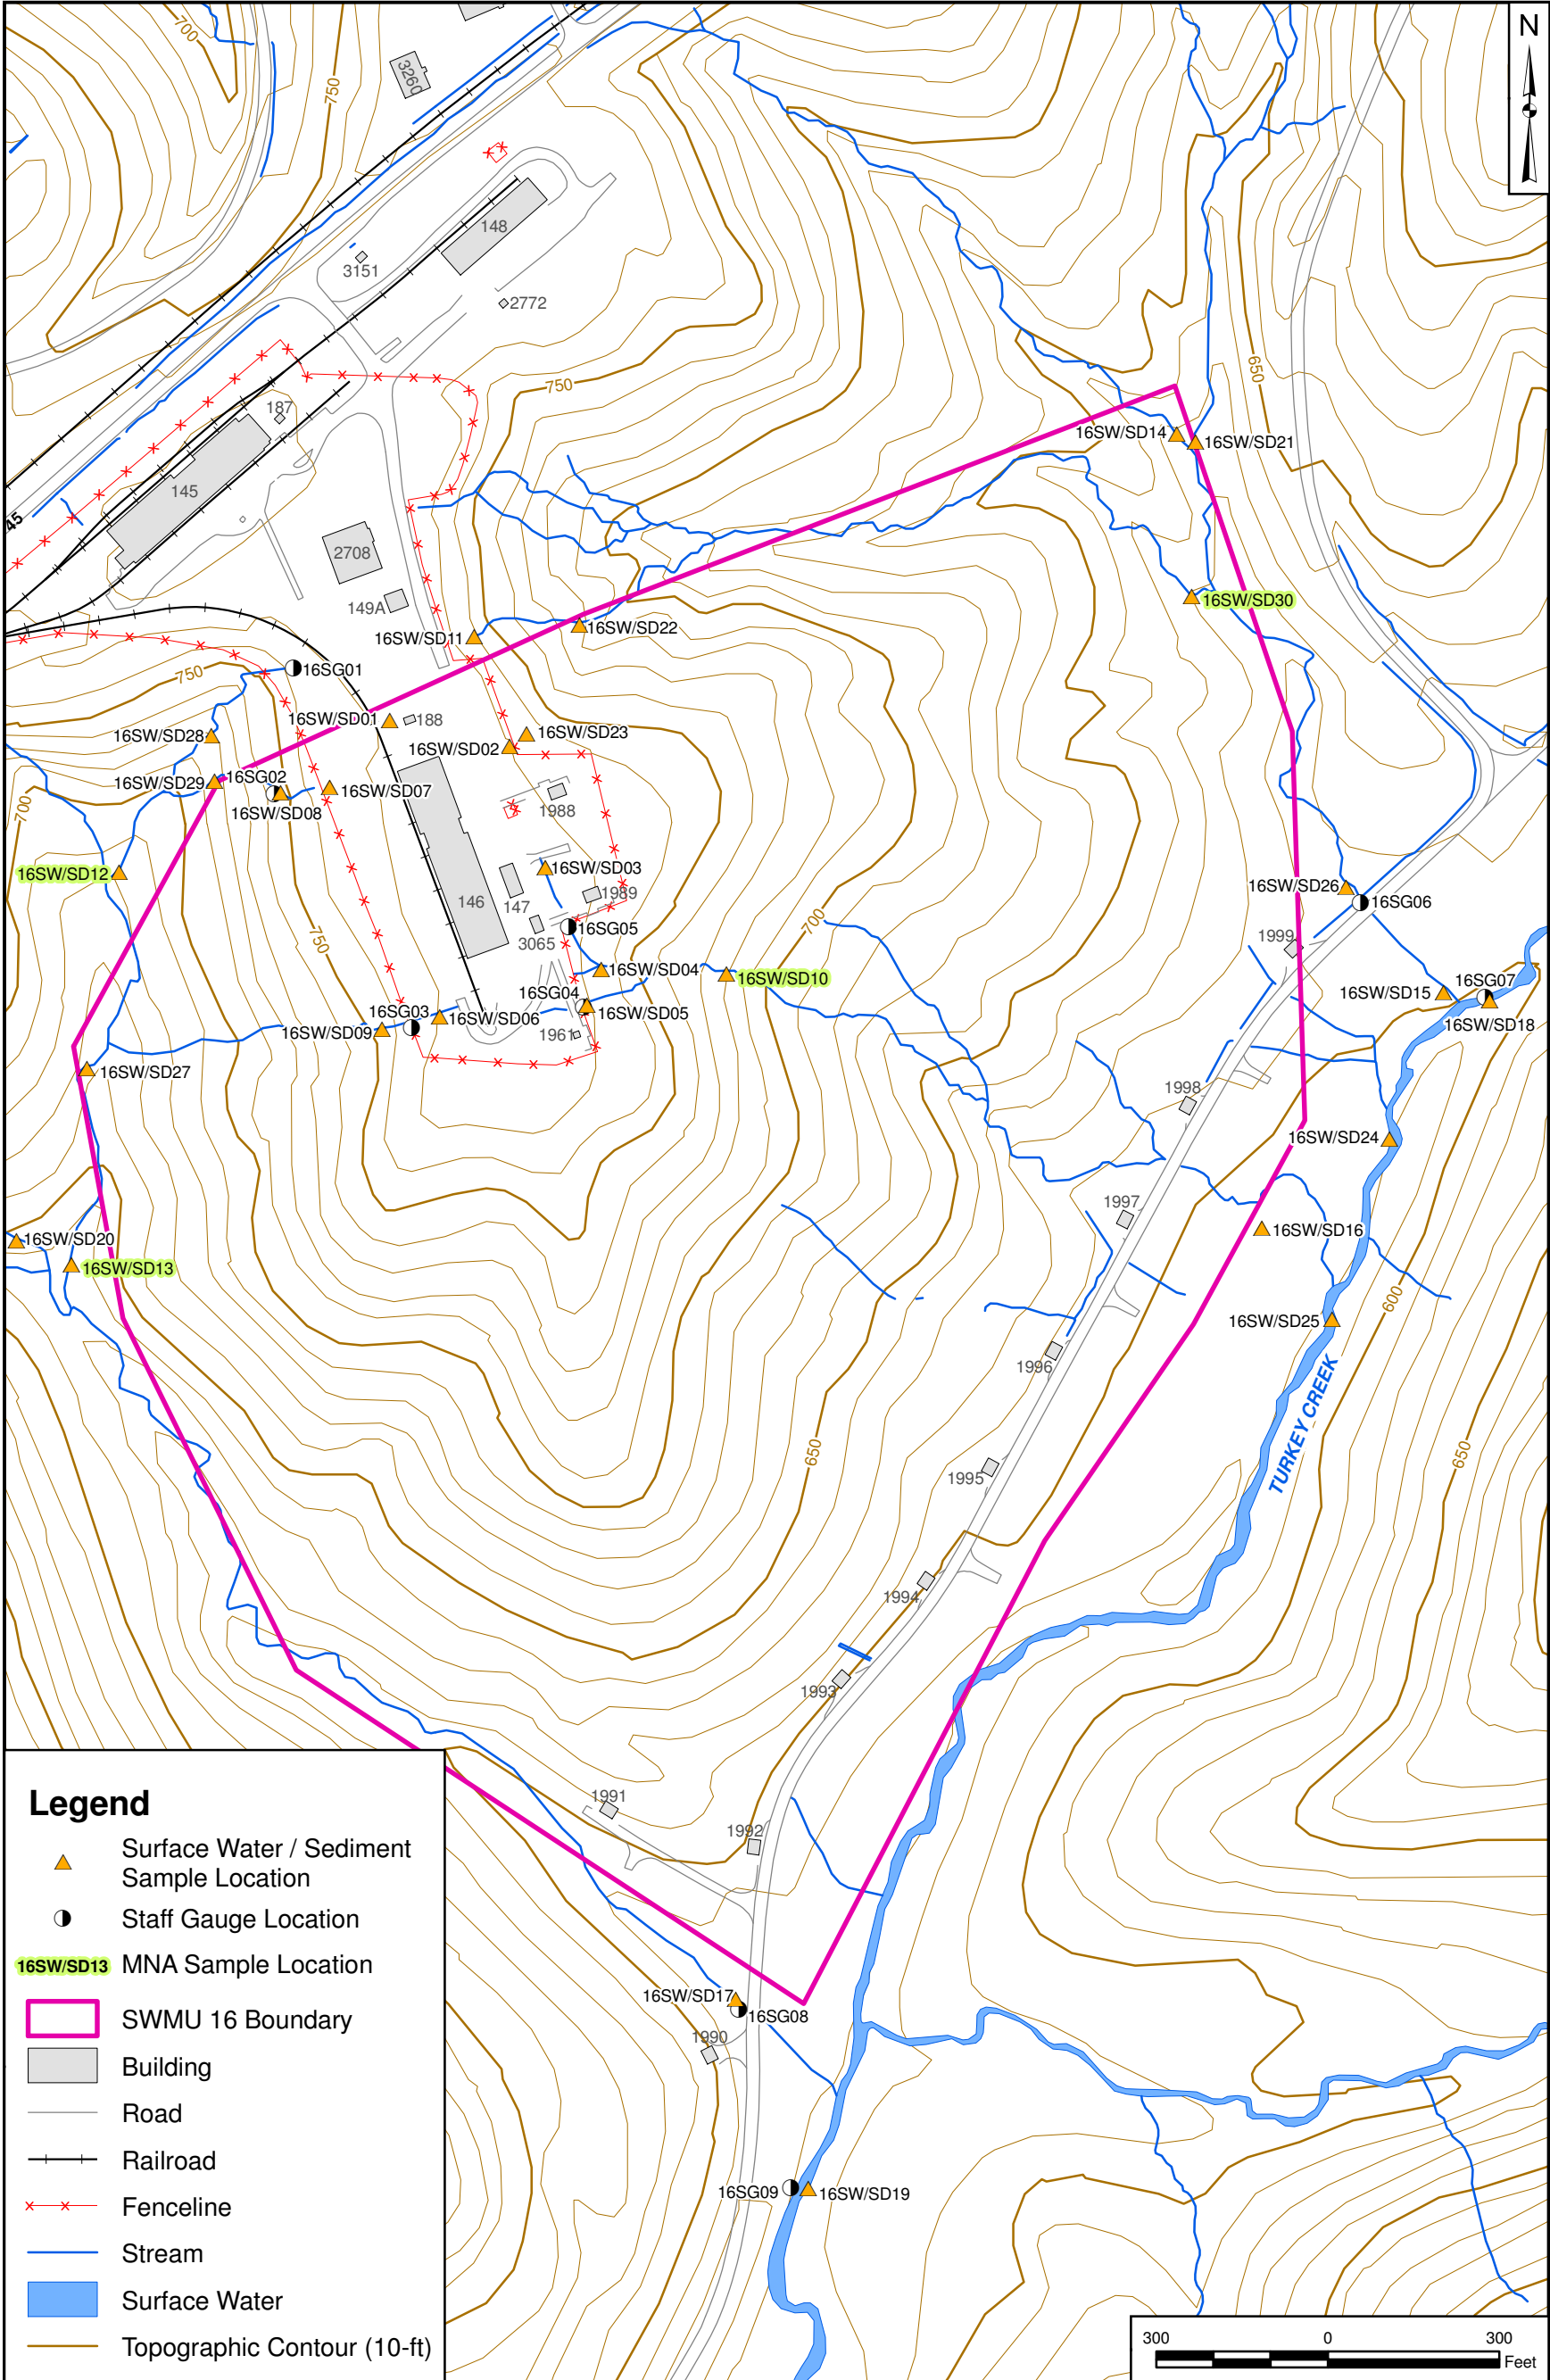 N
700
750
3260
148
3151
2772
750
650
187
145
45
2708
149A
16SW/SD14
16SW/SD21
16SW/SD30
16SW/SD11
16SW/SD22
16SG01
750
16SW/SD01
188
16SW/SD28
16SW/SD02
16SW/SD23
16SG02
16SW/SD29
16SW/SD07
16SW/SD08
1988
700
16SW/SD12
16SW/SD03
1989
146
147
3065
16SG05
750
700
16SW/SD26
16SG06
1999
16SW/SD04
16SW/SD10
16SG04
16SW/SD05
16SG03
16SW/SD06
16SW/SD09
1961
16SG07
16SW/SD15
16SW/SD18
16SW/SD27
1998
16SW/SD24
1997
16SW/SD16
16SW/SD20
16SW/SD13
600
16SW/SD25
1996
TURKEY CREEK
650
650
1995
1994
1993
1991
1992
16SW/SD17
16SG08
1990
16SG09
16SW/SD19
Legend
Surface Water / Sediment
Sample Location
Staff Gauge Location
16SW/SD13 MNA Sample Location
SWMU 16 Boundary
Building
Road
Railroad
Fenceline
Stream
Surface Water
Topographic Contour (10-ft)
300 0 300
Feet